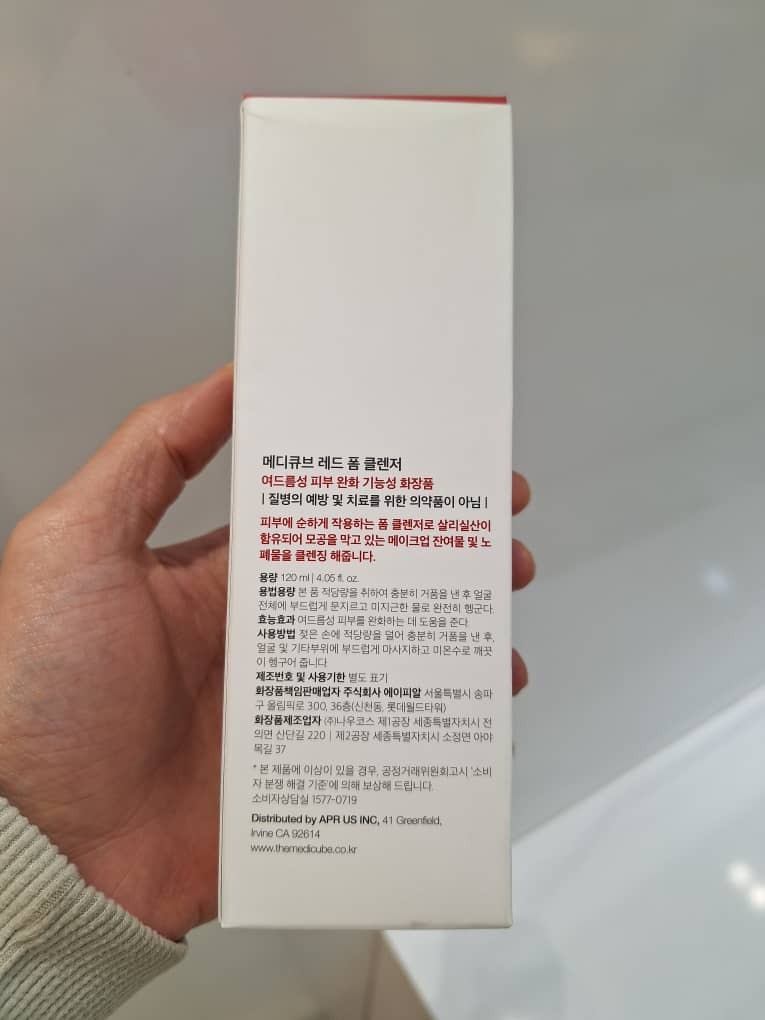 메디큐브 레드 폼 클렌저
여드름성 피부 완화 기능성 화장품
| 질병의 예방 및 치료를 위한 의약품이 아님 |
피부에 순하게 작용하는 폼 클렌저로 살리실산이
함유되어 모공을 막고 있는 메이크업 잔여물 및 노
폐물을 클렌징 해줍니다.
용량 120 ml | 4.05 fl. oz.
용법용량 본 품 적당량을 취하여 충분히 거품을 낸 후 얼굴
전체에 부드럽게 문지르고 미지근한 물로 완전히 헹군다.
효능효과 여드름성 피부를 완화하는 데 도움을 준다.
사용방법 젖은 손에 적당량을 덜어 충분히 거품을 낸 후,
얼굴 및 기타부위에 부드럽게 마사지하고 미온수로 깨끗
이 헹구어 줍니다.
제조번호 및 사용기한 별도 표기
화장품책임판매업자 주식회사 에이피알 서울특별시 송파
구 올림픽로 300, 36층(신천동, 롯데월드타워)
화장품제조업자 (주)나우코스 제1공장 세종특별자치시 전
의면 산단길 220 | 제2공장 세종특별자치시 소정면 아야
목길 37
* 본 제품에 이상이 있을 경우, 공정거래위원회고시 '소비
자 분쟁 해결 기준'에 의해 보상해 드립니다.
소비자상담실 1577-0719
Distributed by APR US INC, 41 Greenfield,
Irvine CA 92614
www.themedicube.co.kr